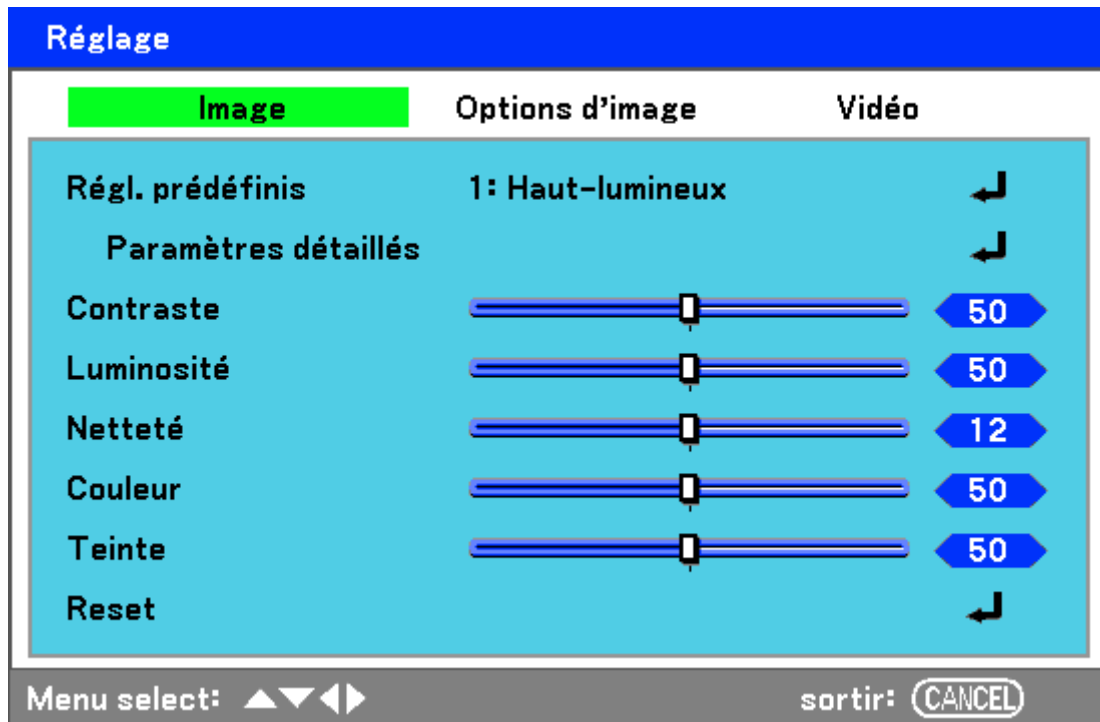 Réglage
Image Options d'image Vidéo
Régl. prédéfinis 1: Haut-lumineux
Paramètres détaillés
Contraste 50
Luminosité 50
Netteté 12
Couleur 50
Teinte 50
Reset
Menu select: sortir: CANCEL